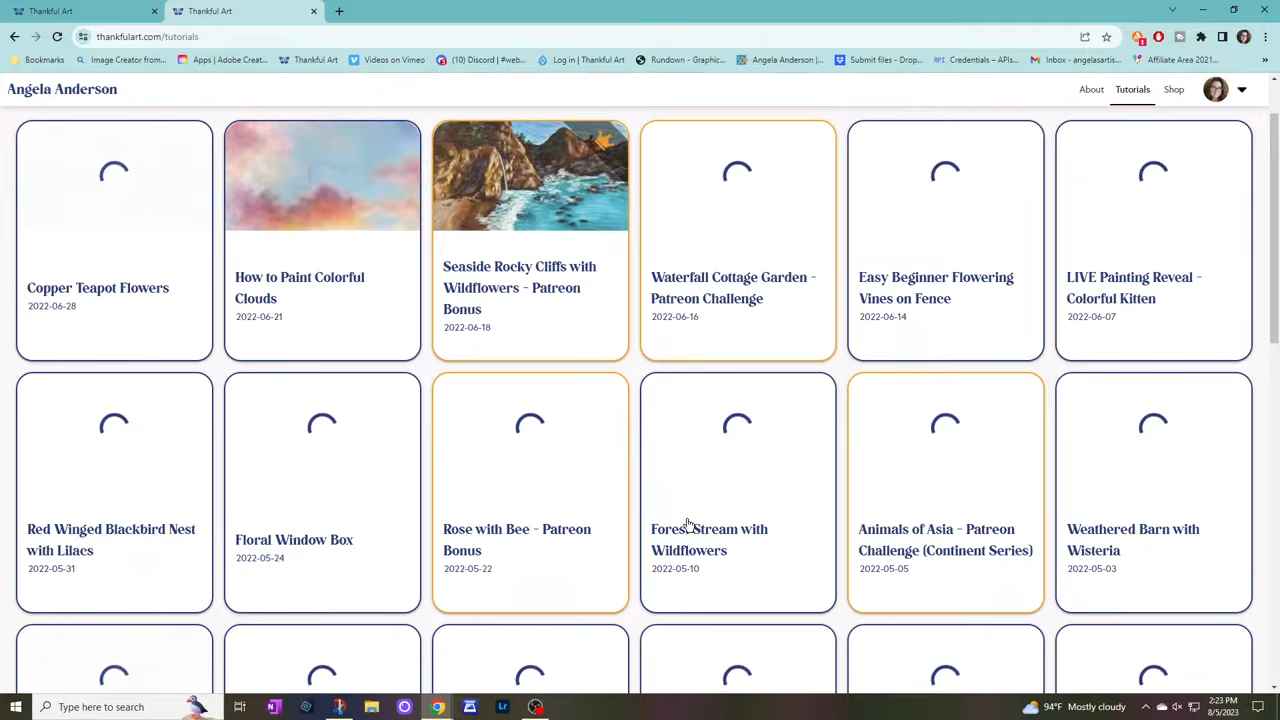 Thankful Art
Thankful Art
thankfulart.com/tutorials
Bookmarks
Image Creator from...
Apps | Adobe Creat...
Thankful Art
Videos on Vimeo
(10) Discord | #web...
Log in | Thankful Art
Rundown - Graphic...
Angela Anderson |...
Submit files - Drop...
Credentials – APIs...
Inbox - angelasartis...
Affiliate Area 2021...
Angela Anderson
About
Tutorials
Shop
Copper Teapot Flowers
2022-06-28
How to Paint Colorful
Clouds
2022-06-21
Seaside Rocky Cliffs with
Wildflowers - Patreon
Bonus
2022-06-18
Waterfall Cottage Garden -
Patreon Challenge
2022-06-16
Easy Beginner Flowering
Vines on Fence
2022-06-14
LIVE Painting Reveal -
Colorful Kitten
2022-06-07
Red Winged Blackbird Nest
with Lilacs
2022-05-31
Floral Window Box
2022-05-24
Rose with Bee - Patreon
Bonus
2022-05-22
Forest Stream with
Wildflowers
2022-05-10
Animals of Asia - Patreon
Challenge (Continent Series)
2022-05-05
Weathered Barn with
Wisteria
2022-05-03
Type here to search
94°F Mostly cloudy
2:23 PM
8/5/2023